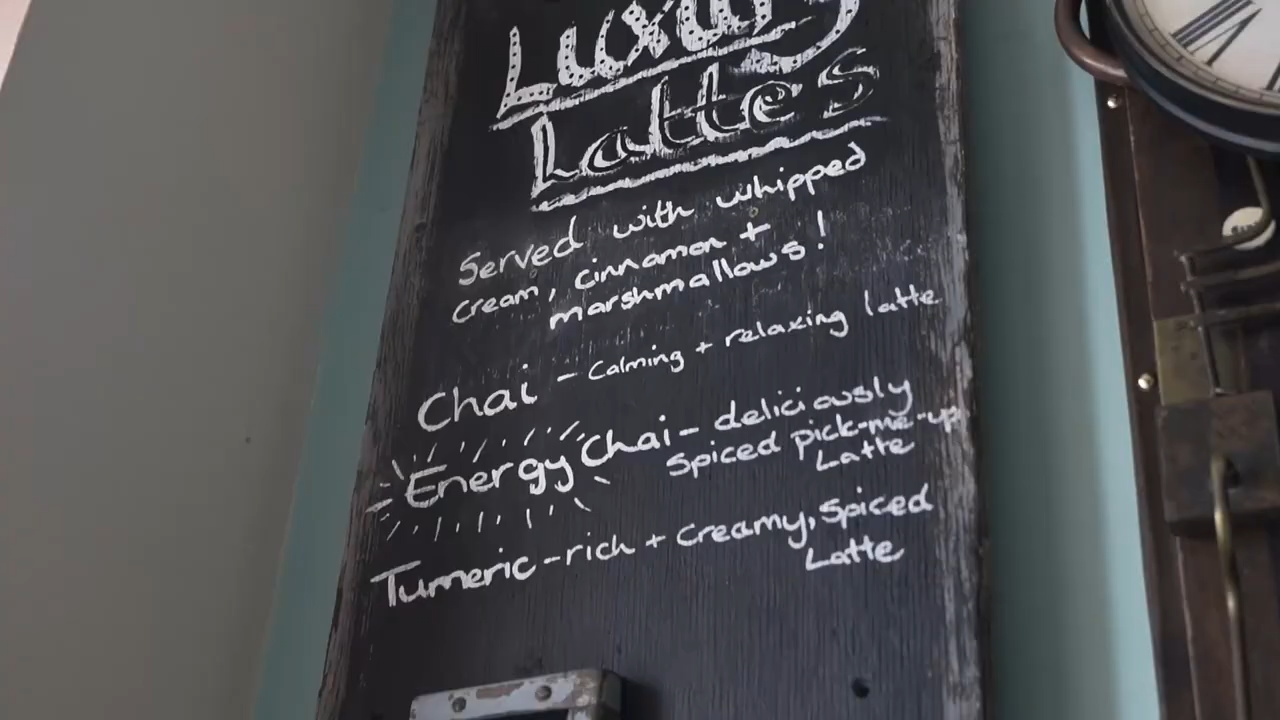 Luxury
Lattes
Served with whipped
cream, cinnamon +
marshmallows!
Chai - Calming + relaxing latte
Energy Chai - deliciously
Spiced pick-me-up
Latte
Tumeric - rich + creamy, spiced
Latte